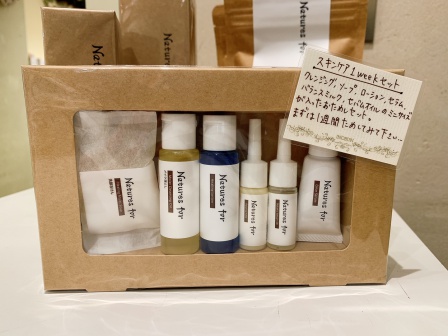 Natures for
スキンケア1weekセット
クレンジング、ソープ、ローション、セラム、
バランスミルク、セバムオイルのミニサイズ
が入ったおためしセット。
まずは1週間ためしてみて下さい…
Natures for
Natures for
Natures for
Natures for
Natures for
Natures for